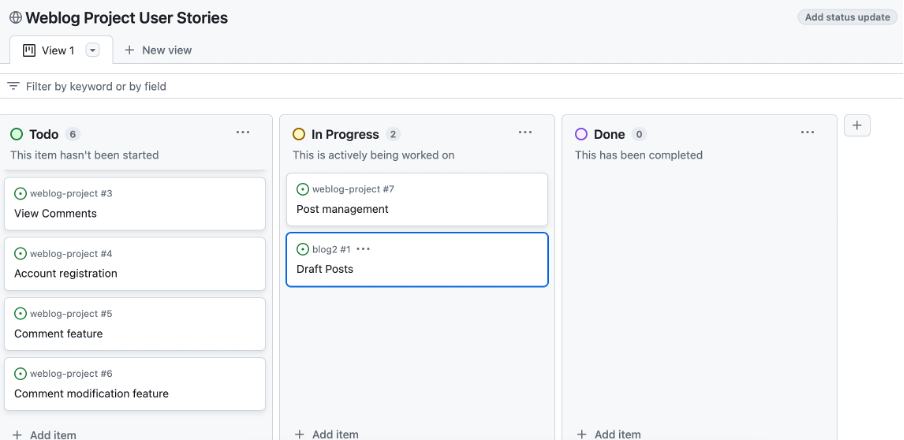 Weblog Project User Stories
Add status update
View 1
New view
Filter by keyword or by field
Todo 6
This item hasn't been started
weblog-project #3
View Comments
weblog-project #4
Account registration
weblog-project #5
Comment feature
weblog-project #6
Comment modification feature
Add item
In Progress 2
This is actively being worked on
weblog-project #7
Post management
blog2 #1
Draft Posts
Add item
Done 0
This has been completed
Add item